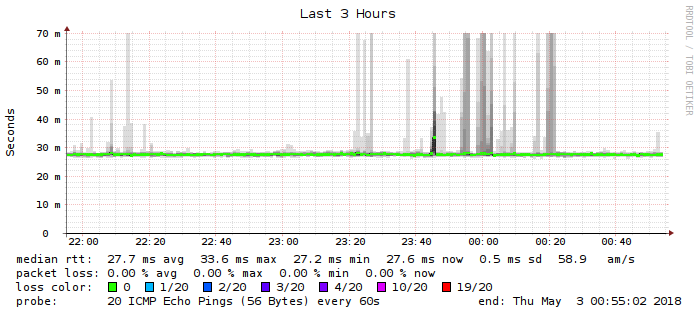 Last 3 Hours
RRDTOOL / TOBI OETIKER
Seconds
70 m
60 m
50 m
40 m
30 m
20 m
10 m
0
22:00 22:20 22:40 23:00 23:20 23:40 00:00 00:20 00:40
median rtt: 27.7 ms avg 33.6 ms max 27.2 ms min 27.6 ms now 0.5 ms sd 58.9 am/s
packet loss: 0.00 % avg 0.00 % max 0.00 % min 0.00 % now
loss color: 0 1/20 2/20 3/20 4/20 10/20 19/20
probe: 20 ICMP Echo Pings (56 Bytes) every 60s end: Thu May 3 00:55:02 2018